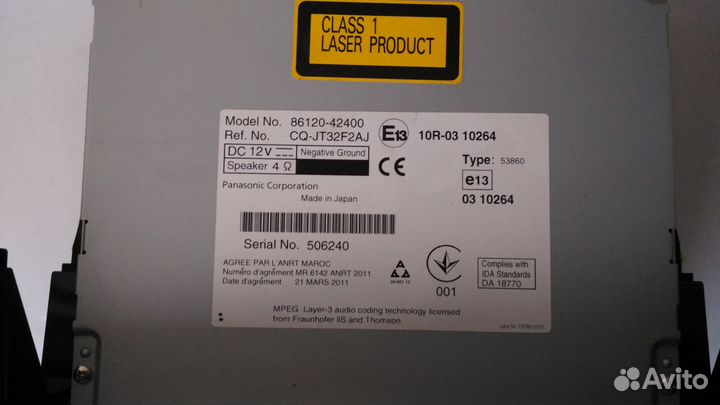 CLASS 1
LASER PRODUCT
Model No. 86120-42400
Ref. No. CQ-JT32F2AJ
E13 10R-03 10264
DC 12V Negative Ground
Speaker 4 Ω
CE
Type: 53860
e13
03 10264
Panasonic Corporation
Made in Japan
Serial No. 506240
AGREE PAR L'ANRT MAROC
Numéro d'agrément MR 6142 ANRT 2011
Date d'agrément 21 MARS 2011
001
Complies with
IDA Standards
DA 18770
MPEG Layer-3 audio coding technology licensed
from Fraunhofer IIS and Thomson.
Avito